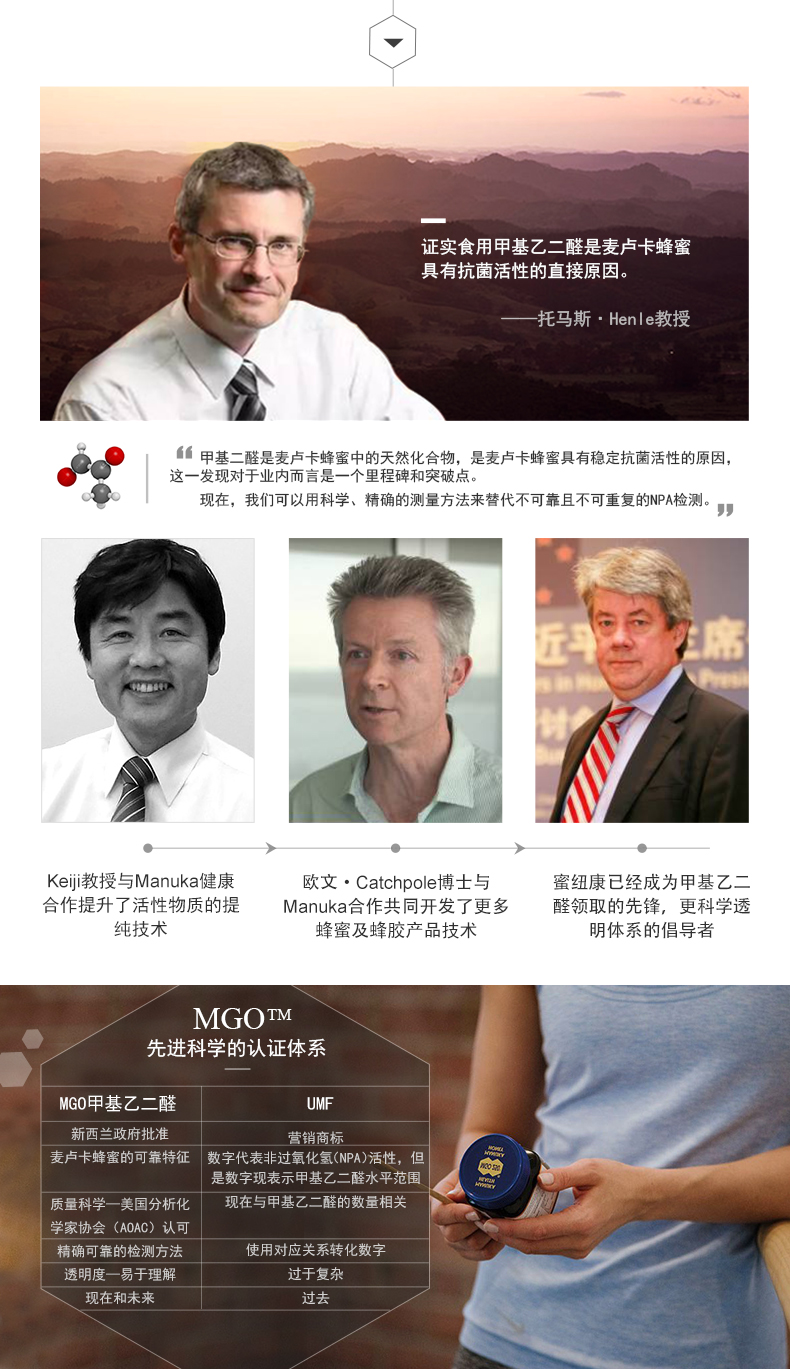 证实食用甲基乙二醛是麦卢卡蜂蜜
具有抗菌活性的直接原因。
——托马斯·Henle教授
“ 甲基二醛是麦卢卡蜂蜜中的天然化合物，是麦卢卡蜂蜜具有稳定抗菌活性的原因，
这一发现对于业内而言是一个里程碑和突破点。
现在，我们可以用科学、精确的测量方法来替代不可靠且不可重复的NPA检测。 ”
Keiji教授与Manuka健康
合作提升了活性物质的提
纯技术
欧文·Catchpole博士与
Manuka合作共同开发了更多
蜂蜜及蜂胶产品技术
蜜纽康已经成为甲基乙二
醛领取的先锋，更科学透
明体系的倡导者
MGO™
先进科学的认证体系
MGO甲基乙二醛 UMF
新西兰政府批准 营销商标
麦卢卡蜂蜜的可靠特征 数字代表非过氧化氢(NPA)活性，但
是数字现表示甲基乙二醛水平范围
质量科学—美国分析化 现在与甲基乙二醛的数量相关
学家协会（AOAC）认可
精确可靠的检测方法 使用对应关系转化数字
透明度—易于理解 过于复杂
现在和未来 过去